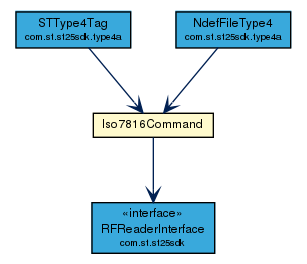 STType4Tag
com.st.st25sdk.type4a
NdefFileType4
com.st.st25sdk.type4a
Iso7816Command
«interface»
RFReaderInterface
com.st.st25sdk